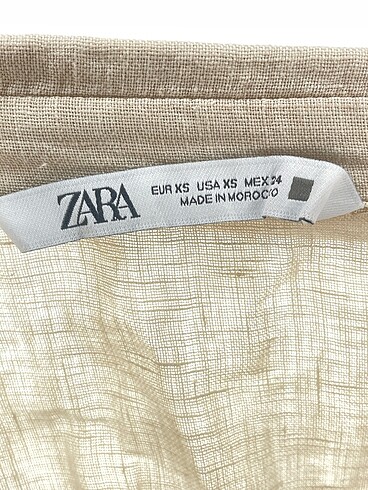 ZARA
EUR XS USA XS MEX 24
MADE IN MOROCCO